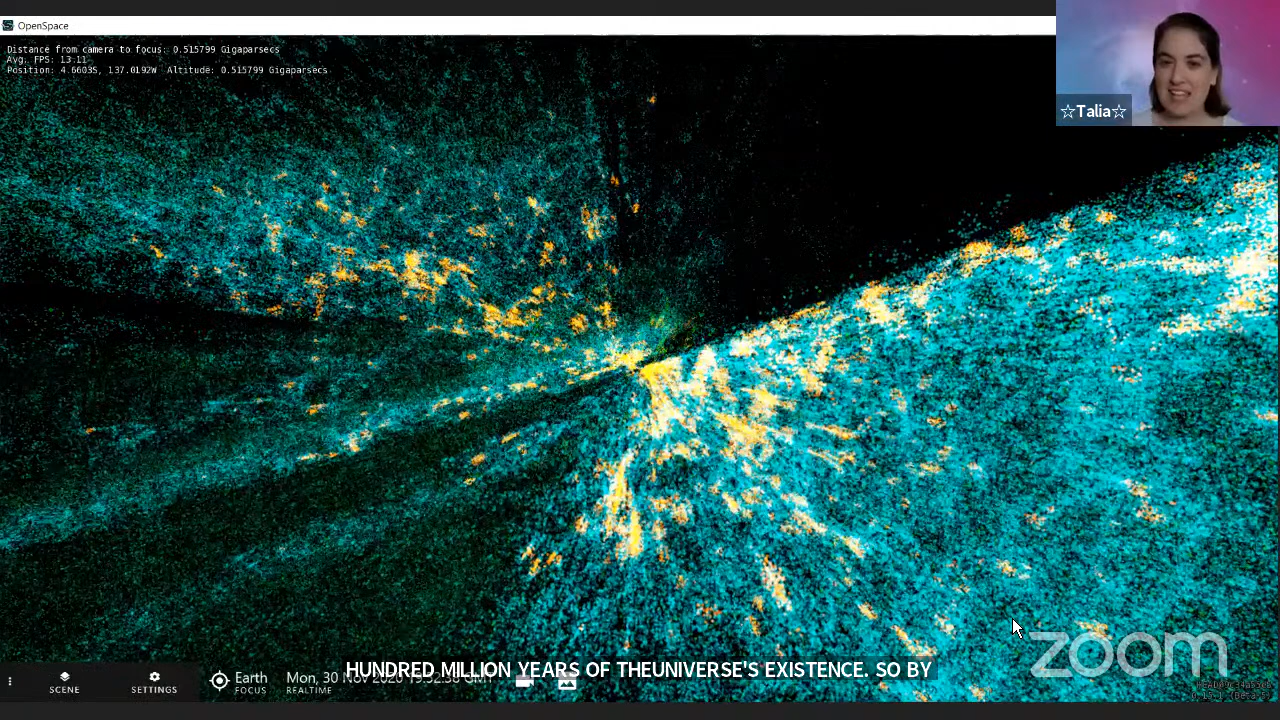 OpenSpace
Distance from camera to focus: 0.515799 Gigaparsecs
Avg. FPS: 13.11
Position: 4.6603S, 137.0192W  Altitude: 0.515799 Gigaparsecs
☆Talia☆
zoom
HUNDRED MILLION YEARS OF THEUNIVERSE'S EXISTENCE. SO BY
SCENE
SETTINGS
Earth
FOCUS
Mon, 30 Nov 2020
REALTIME